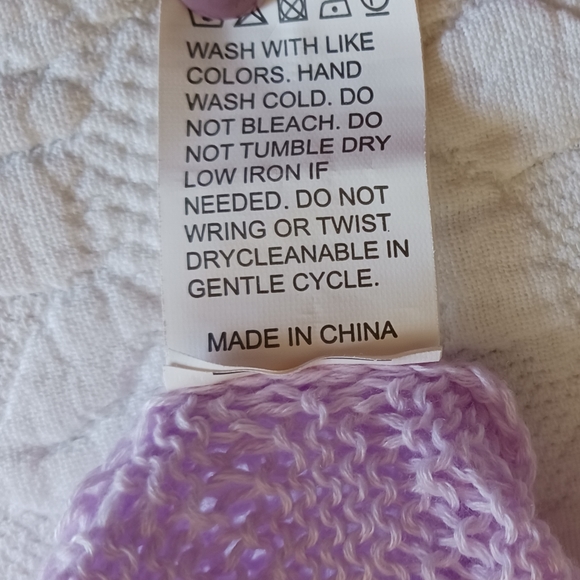 WASH WITH LIKE
COLORS. HAND
WASH COLD. DO
NOT BLEACH. DO
NOT TUMBLE DRY
LOW IRON IF
NEEDED. DO NOT
WRING OR TWIST
DRYCLEANABLE IN
GENTLE CYCLE.
MADE IN CHINA